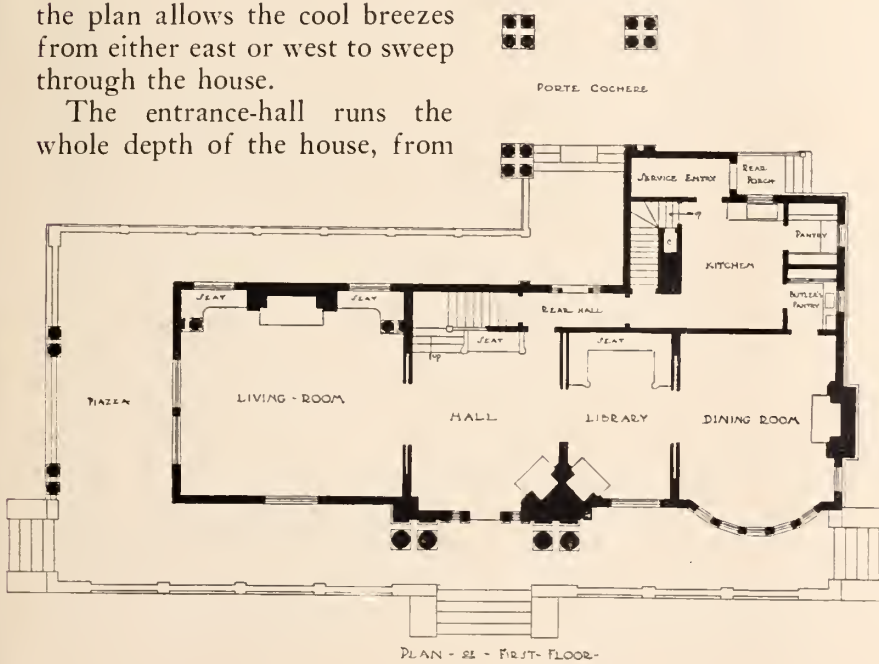 the plan allows the cool breezes
from either east or west to sweep
through the house.
The entrance-hall runs the
whole depth of the house, from
PORTE COCHERE
SERVICE ENTRY
REAR
PORCH
PANTRY
KITCHEN
BUTLER'S
PANTRY
REAR HALL
SEAT
SEAT
SEAT
SEAT
up
C
PIAZZA
LIVING-ROOM
HALL
LIBRARY
DINING ROOM
PLAN - OF - FIRST-FLOOR-